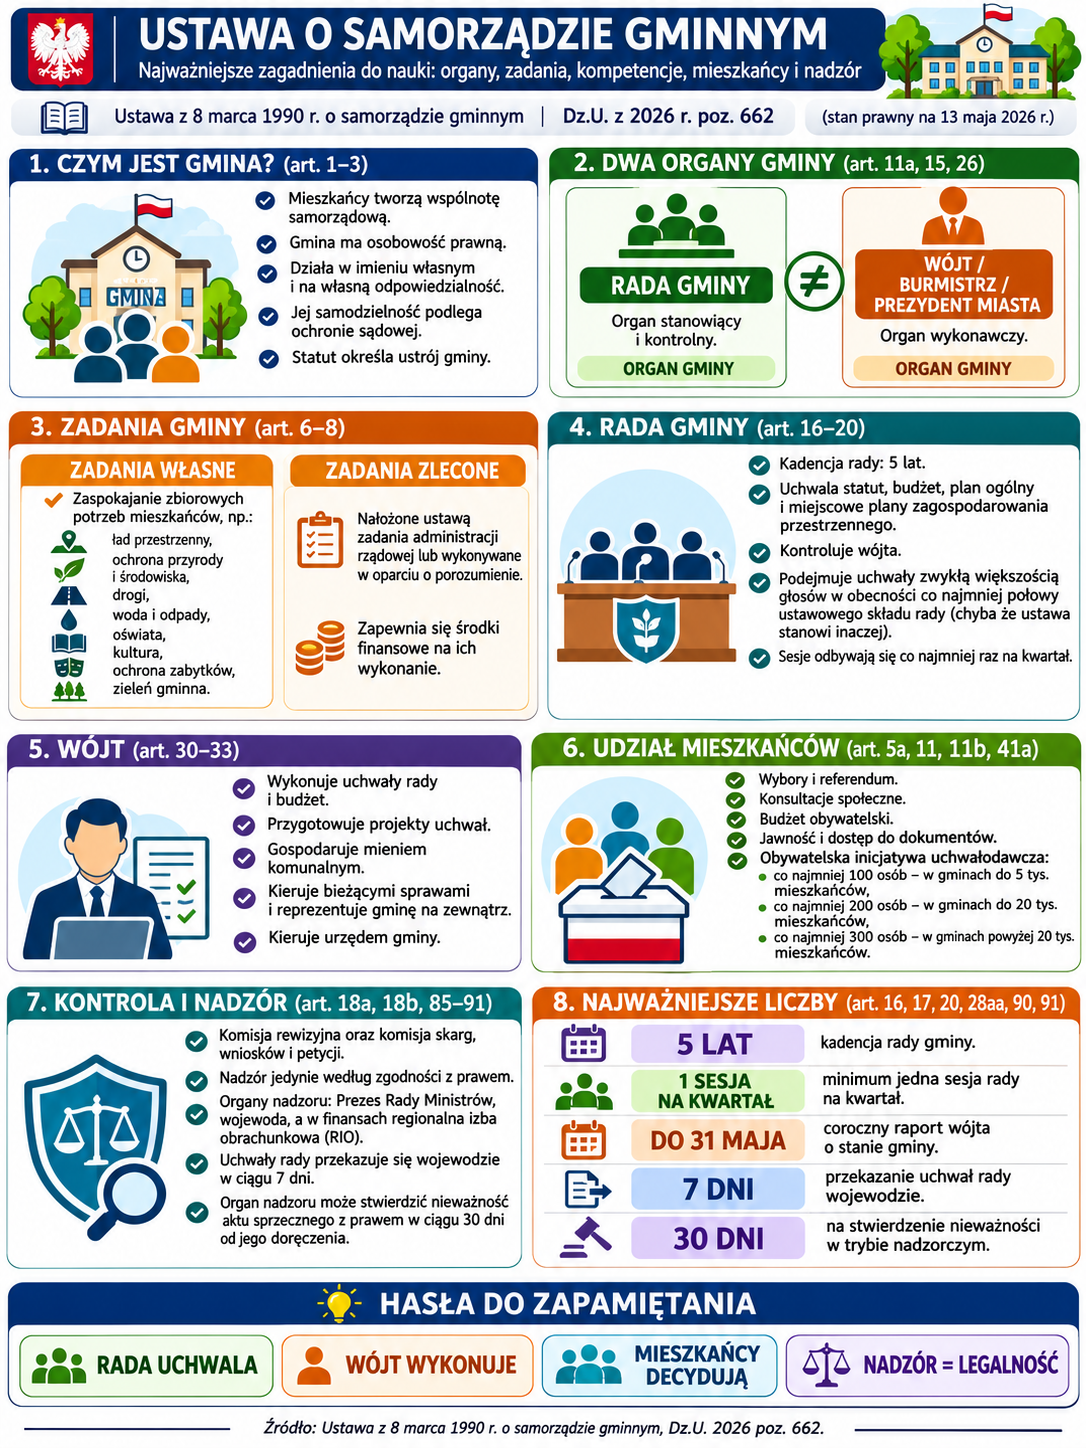 USTAWA O SAMORZĄDZIE GMINNYM
Najważniejsze zagadnienia do nauki: organy, zadania, kompetencje, mieszkańcy i nadzór
Ustawa z 8 marca 1990 r. o samorządzie gminnym | Dz.U. z 2026 r. poz. 662
(stan prawny na 13 maja 2026 r.)
1. CZYM JEST GMINA? (art. 1–3)
GMINA
Mieszkańcy tworzą wspólnotę
samorządową.
Gmina ma osobowość prawną.
Działa w imieniu własnym
i na własną odpowiedzialność.
Jej samodzielność podlega
ochronie sądowej.
Statut określa ustrój gminy.
2. DWA ORGANY GMINY (art. 11a, 15, 26)
RADA GMINY
Organ stanowiący
i kontrolny.
ORGAN GMINY
≠
WÓJT /
BURMISTRZ /
PREZYDENT MIASTA
Organ wykonawczy.
ORGAN GMINY
3. ZADANIA GMINY (art. 6–8)
ZADANIA WŁASNE
Zaspokajanie zbiorowych
potrzeb mieszkańców, np.:
ład przestrzenny,
ochrona przyrody
i środowiska,
drogi,
woda i odpady,
oświata,
kultura,
ochrona zabytków,
zieleń gminna.
ZADANIA ZLECONE
Nałożone ustawą
zadania administracji
rządowej lub wykonywane
w oparciu o porozumienie.
Zapewnia się środki
finansowe na ich
wykonanie.
4. RADA GMINY (art. 16–20)
Kadencja rady: 5 lat.
Uchwala statut, budżet, plan ogólny
i miejscowe plany zagospodarowania
przestrzennego.
Kontroluje wójta.
Podejmuje uchwały zwykłą większością
głosów w obecności co najmniej połowy
ustawowego składu rady (chyba że ustawa
stanowi inaczej).
Sesje odbywają się co najmniej raz na kwartał.
5. WÓJT (art. 30–33)
Wykonuje uchwały rady
i budżet.
Przygotowuje projekty uchwał.
Gospodaruje mieniem
komunalnym.
Kieruje bieżącymi sprawami
i reprezentuje gminę na zewnątrz.
Kieruje urzędem gminy.
6. UDZIAŁ MIESZKAŃCÓW (art. 5a, 11, 11b, 41a)
Wybory i referendum.
Konsultacje społeczne.
Budżet obywatelski.
Jawność i dostęp do dokumentów.
Obywatelska inicjatywa uchwałodawcza:
co najmniej 100 osób – w gminach do 5 tys.
mieszkańców,
co najmniej 200 osób – w gminach do 20 tys.
mieszkańców,
co najmniej 300 osób – w gminach powyżej 20 tys.
mieszkańców.
7. KONTROLA I NADZÓR (art. 18a, 18b, 85–91)
Komisja rewizyjna oraz komisja skarg,
wniosków i petycji.
Nadzór jedynie według zgodności z prawem.
Organy nadzoru: Prezes Rady Ministrów,
wojewoda, a w finansach regionalna izba
obrachunkowa (RIO).
Uchwały rady przekazuje się wojewodzie
w ciągu 7 dni.
Organ nadzoru może stwierdzić nieważność
aktu sprzecznego z prawem w ciągu 30 dni
od jego doręczenia.
8. NAJWAŻNIEJSZE LICZBY (art. 16, 17, 20, 28aa, 90, 91)
5 LAT
kadencja rady gminy.
1 SESJA
NA KWARTAŁ
minimum jedna sesja rady
na kwartał.
DO 31 MAJA
coroczny raport wójta
o stanie gminy.
7 DNI
przekazanie uchwał rady
wojewodzie.
30 DNI
na stwierdzenie nieważności
w trybie nadzorczym.
HASŁA DO ZAPAMIĘTANIA
RADA UCHWALA
WÓJT WYKONUJE
MIESZKAŃCY
DECYDUJĄ
NADZÓR = LEGALNOŚĆ
Źródło: Ustawa z 8 marca 1990 r. o samorządzie gminnym, Dz.U. 2026 poz. 662.